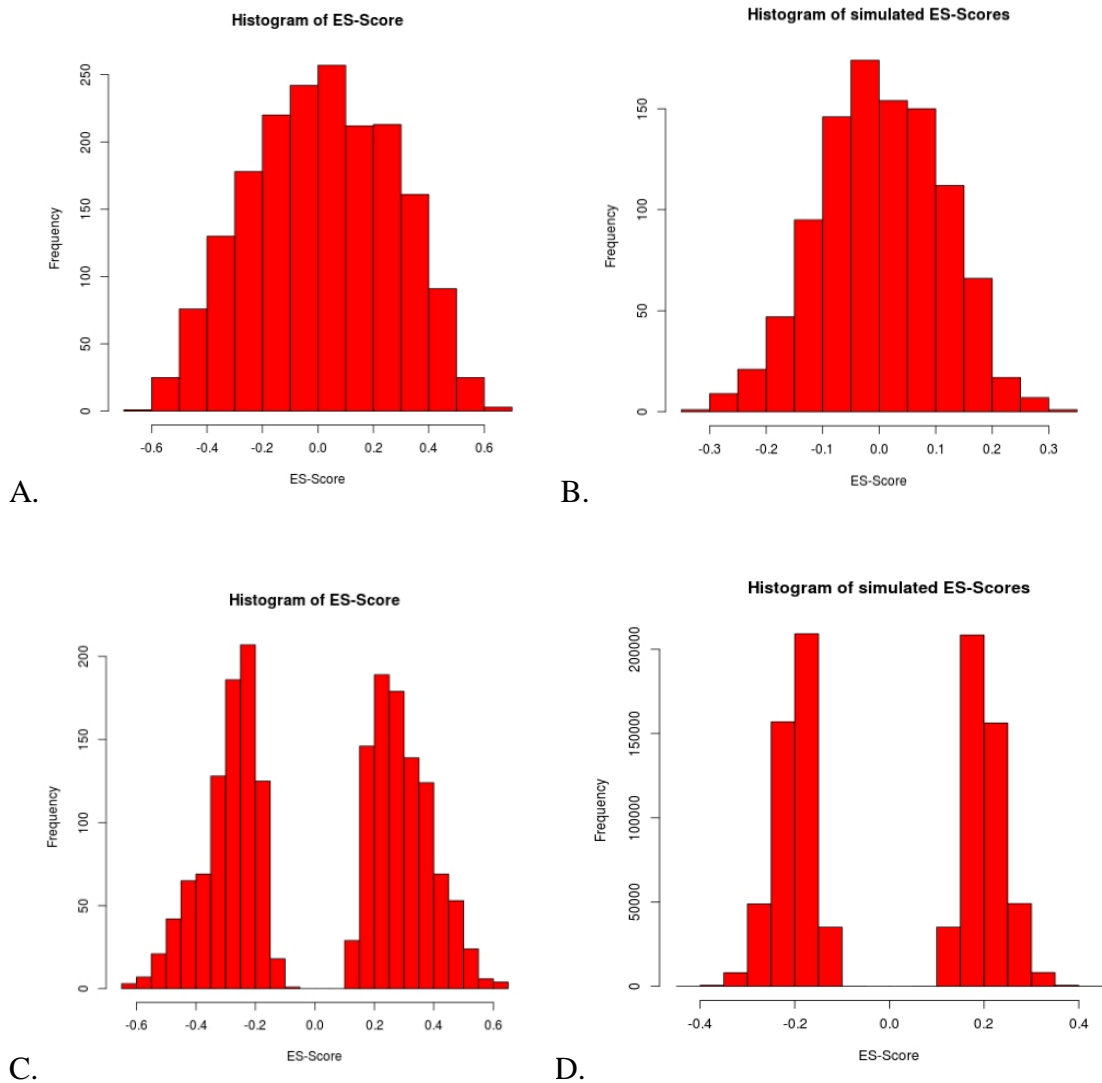 Histogram of ES-Score
Frequency
250
200
150
100
50
0
-0.6 -0.4 -0.2 0.0 0.2 0.4 0.6
ES-Score
A.
Histogram of simulated ES-Scores
Frequency
150
100
50
0
-0.3 -0.2 -0.1 0.0 0.1 0.2 0.3
ES-Score
B.
Histogram of ES-Score
Frequency
200
150
100
50
0
-0.6 -0.4 -0.2 0.0 0.2 0.4 0.6
ES-Score
C.
Histogram of simulated ES-Scores
Frequency
200000
150000
100000
50000
0
-0.4 -0.2 0.0 0.2 0.4
ES-Score
D.